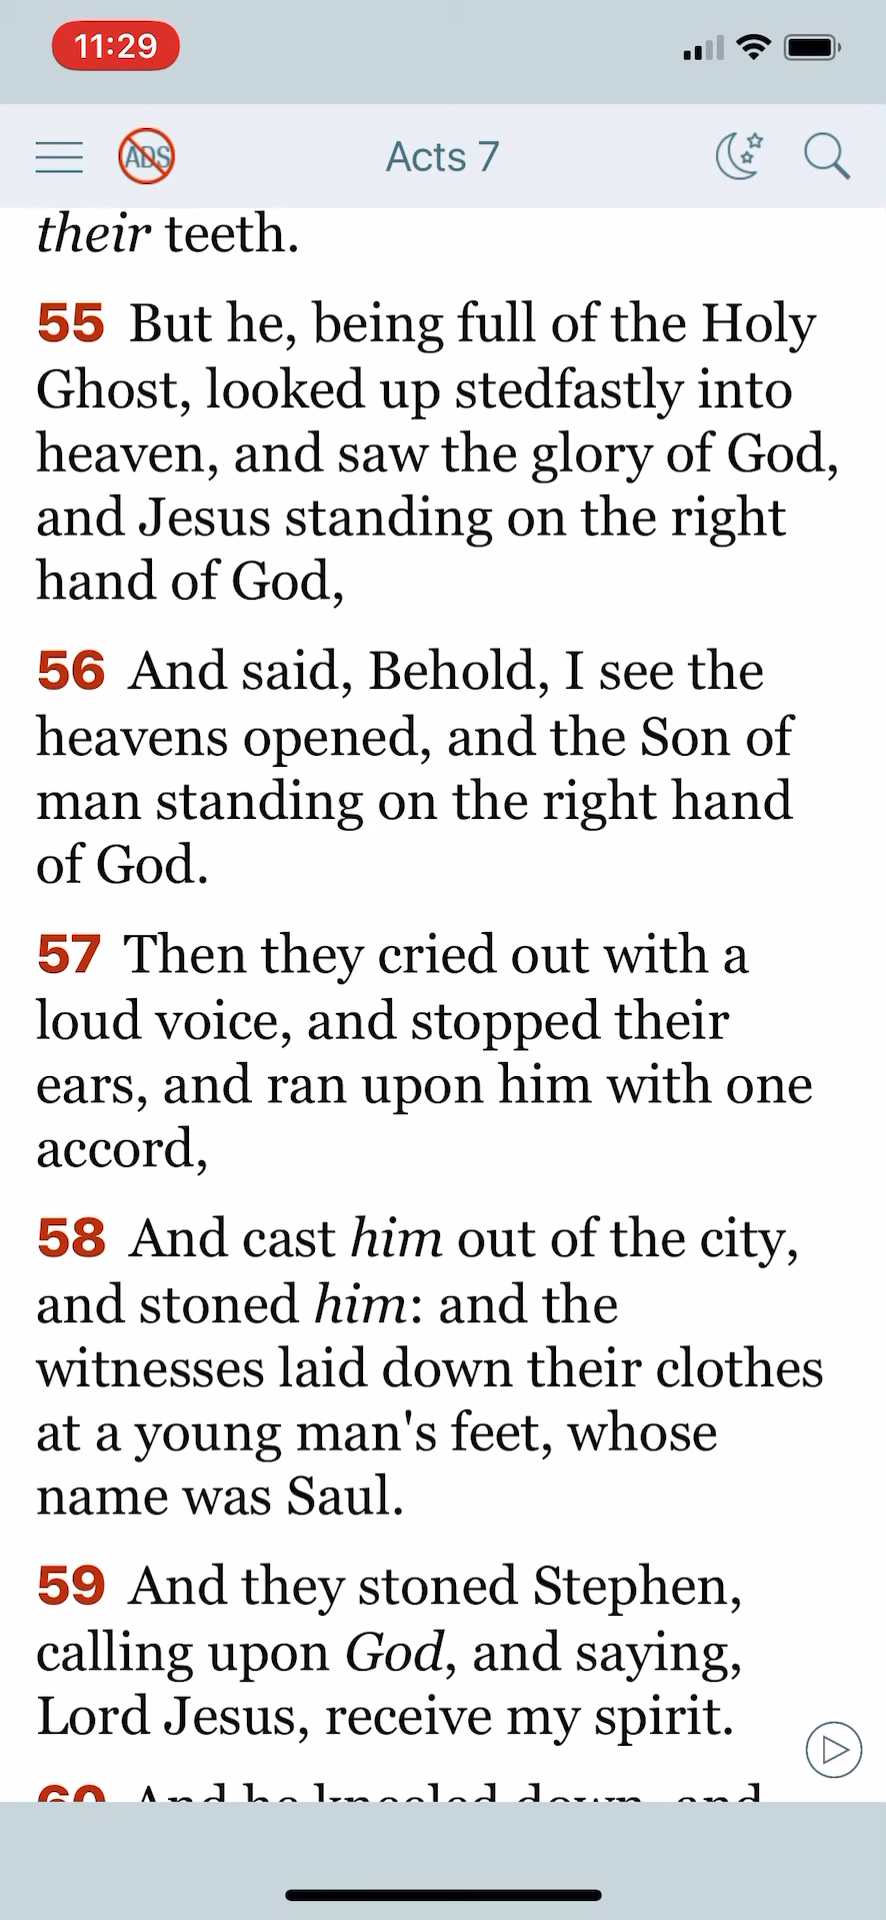 11:29
ADS
Acts 7
their teeth.
55 But he, being full of the Holy
Ghost, looked up stedfastly into
heaven, and saw the glory of God,
and Jesus standing on the right
hand of God,
56 And said, Behold, I see the
heavens opened, and the Son of
man standing on the right hand
of God.
57 Then they cried out with a
loud voice, and stopped their
ears, and ran upon him with one
accord,
58 And cast him out of the city,
and stoned him: and the
witnesses laid down their clothes
at a young man's feet, whose
name was Saul.
59 And they stoned Stephen,
calling upon God, and saying,
Lord Jesus, receive my spirit.
60 And he kneeled down, and